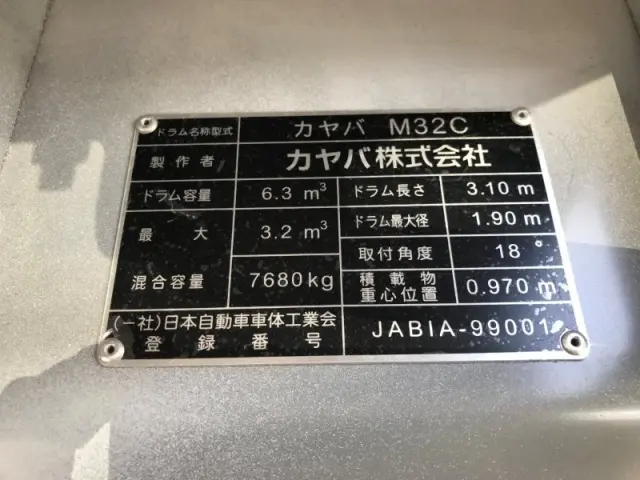 ドラム名称型式 カヤバ M32C
製作者 カヤバ株式会社
ドラム容量 6.3 m³ ドラム長さ 3.10 m
最大 3.2 m³ ドラム最大径 1.90 m
取付角度 18°
混合容量 7680kg 積載物
重心位置 0.970 m
(一社)日本自動車車体工業会
登録番号 JABIA-99001